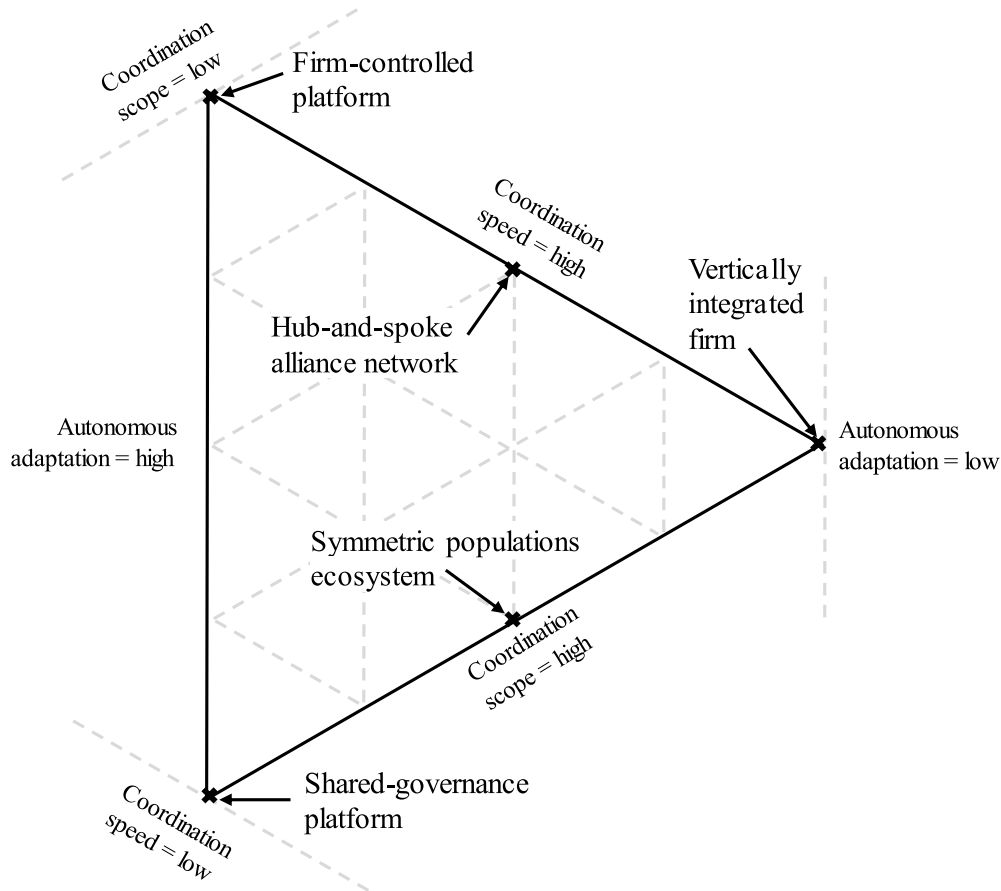 Coordination
scope = low
Firm-controlled
platform
Coordination
speed = high
Vertically
integrated
firm
Hub-and-spoke
alliance network
Autonomous
adaptation = high
Autonomous
adaptation = low
Symmetric populations
ecosystem
Coordination
scope = high
Shared-governance
platform
Coordination
speed = low